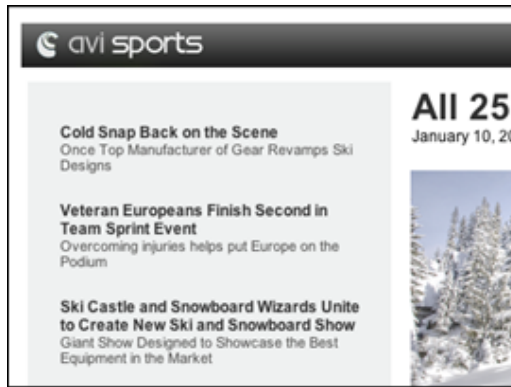 avi sports
Cold Snap Back on the Scene
Once Top Manufacturer of Gear Revamps Ski
Designs
Veteran Europeans Finish Second in
Team Sprint Event
Overcoming injuries helps put Europe on the
Podium
Ski Castle and Snowboard Wizards Unite
to Create New Ski and Snowboard Show
Giant Show Designed to Showcase the Best
Equipment in the Market
All 25
January 10, 20